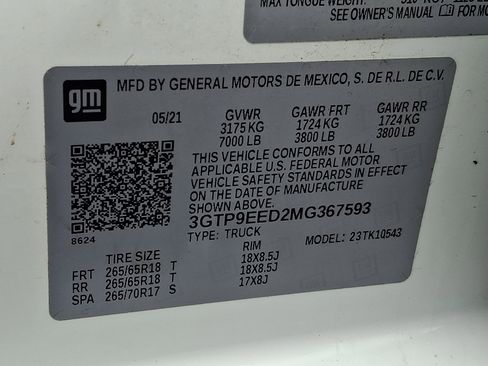 MAX TONGUE WEIGHT:
SEE OWNER'S MANUAL FOR MO
gm
MFD BY GENERAL MOTORS DE MEXICO, S. DE R.L. DE C.V.
05/21 GVWR GAWR FRT GAWR RR
3175 KG 1724 KG 1724 KG
7000 LB 3800 LB 3800 LB
THIS VEHICLE CONFORMS TO ALL
APPLICABLE U.S. FEDERAL MOTOR
VEHICLE SAFETY STANDARDS IN EFFECT
ON THE DATE OF MANUFACTURE
SHOWN ABOVE.
3GTP9EED2MG367593
8624
TYPE: TRUCK MODEL: 23TK10543
TIRE SIZE RIM
FRT 265/65R18 T 18X8.5J
RR 265/65R18 T 18X8.5J
SPA 265/70R17 S 17X8J